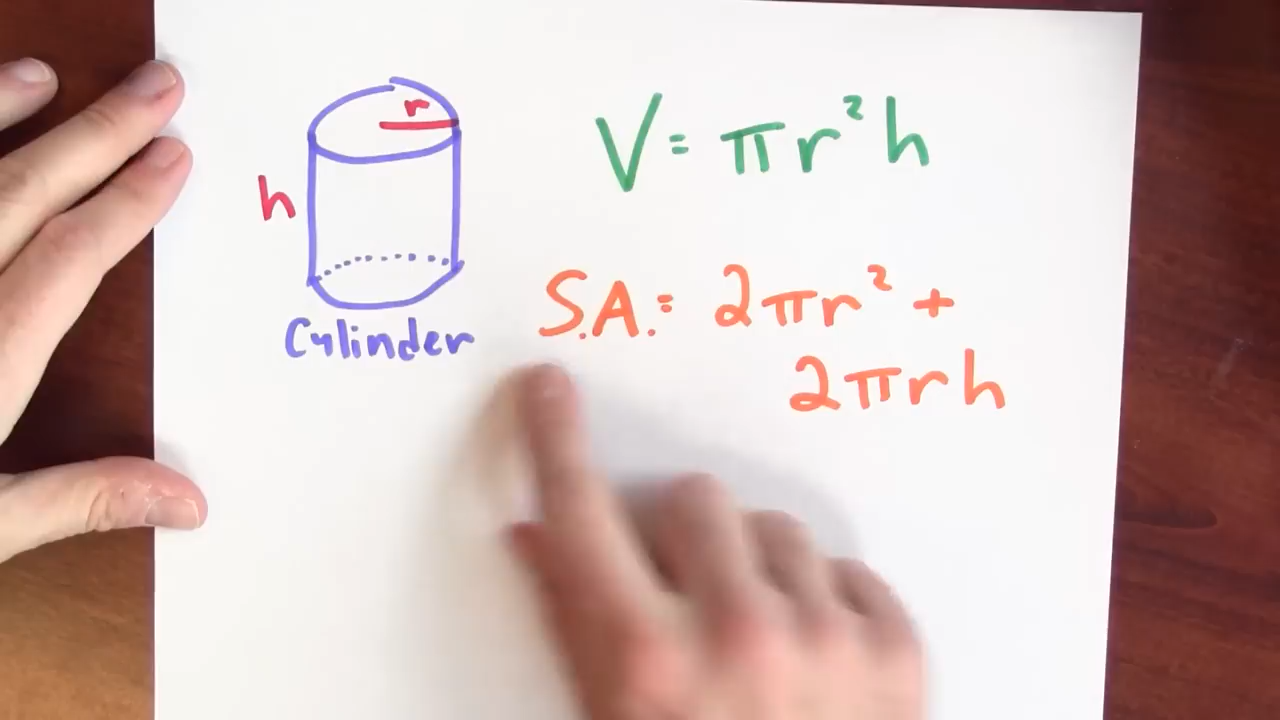 r
h
Cylinder
V = πr²h
S.A. = 2πr² +
2πrh